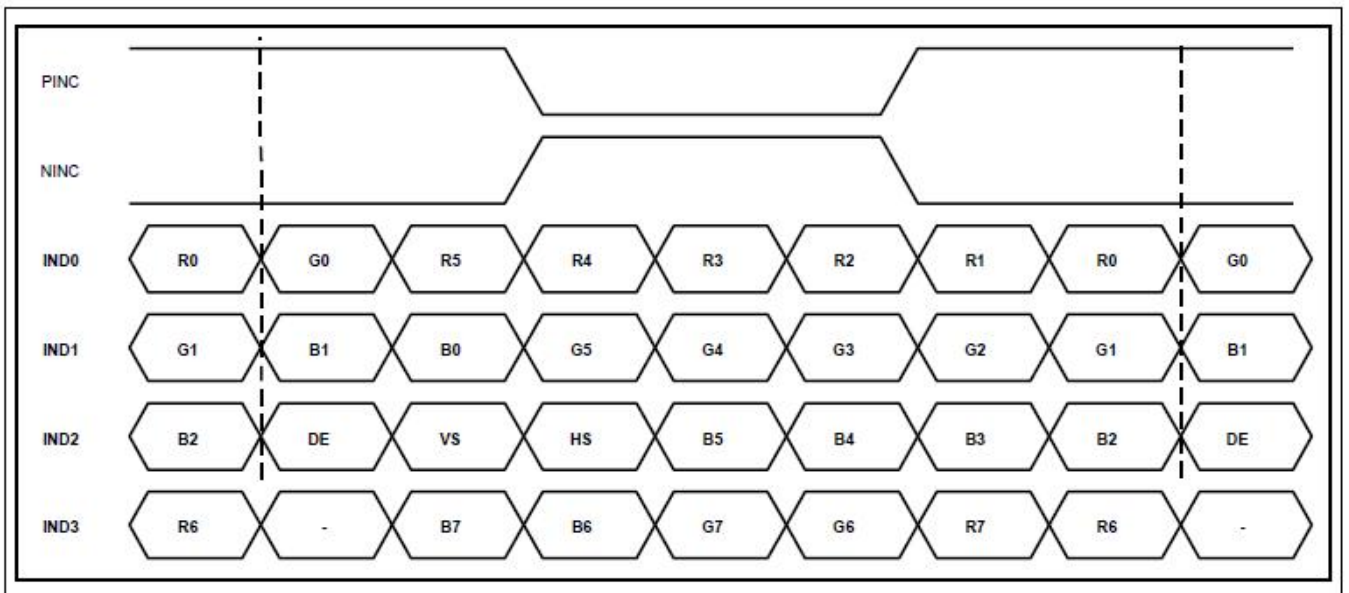 PINC
NINC
IND0 R0 G0 R5 R4 R3 R2 R1 R0 G0
IND1 G1 B1 B0 G5 G4 G3 G2 G1 B1
IND2 B2 DE VS HS B5 B4 B3 B2 DE
IND3 R6 - B7 B6 G7 G6 R7 R6 -